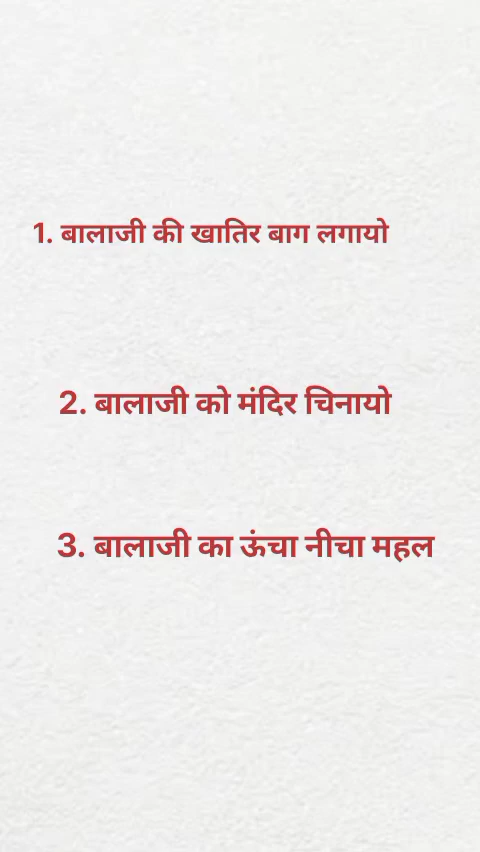 1. बालाजी की खातिर बाग लगायो
2. बालाजी को मंदिर चिनायो
3. बालाजी का ऊंचा नीचा महल